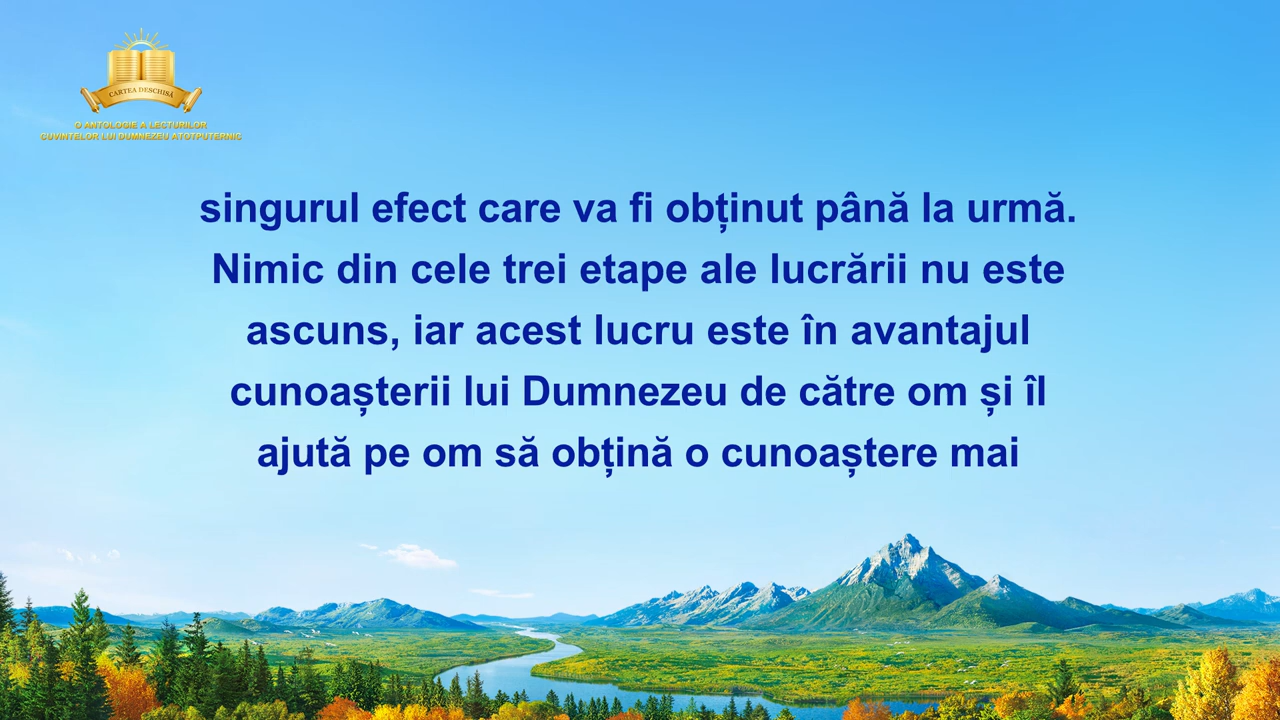 CARTEA DESCHISĂ
O ANTOLOGIE A LECTURILOR
CUVINTELOR LUI DUMNEZEU ATOTPUTERNIC
singurul efect care va fi obținut până la urmă.
Nimic din cele trei etape ale lucrării nu este
ascuns, iar acest lucru este în avantajul
cunoașterii lui Dumnezeu de către om și îl
ajută pe om să obțină o cunoaștere mai